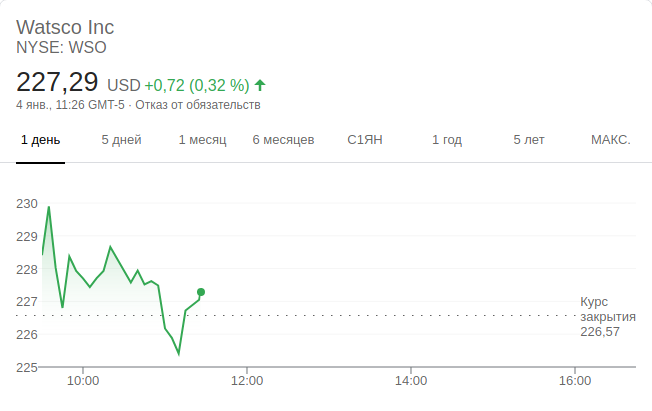 Watsco Inc
NYSE: WSO
227,29 USD +0,72 (0,32 %)
4 янв., 11:26 GMT-5 · Отказ от обязательств
1 день 5 дней 1 месяц 6 месяцев С1ЯН 1 год 5 лет МАКС.
230
229
228
227
226
225
Курс
закрытия
226,57
10:00 12:00 14:00 16:00